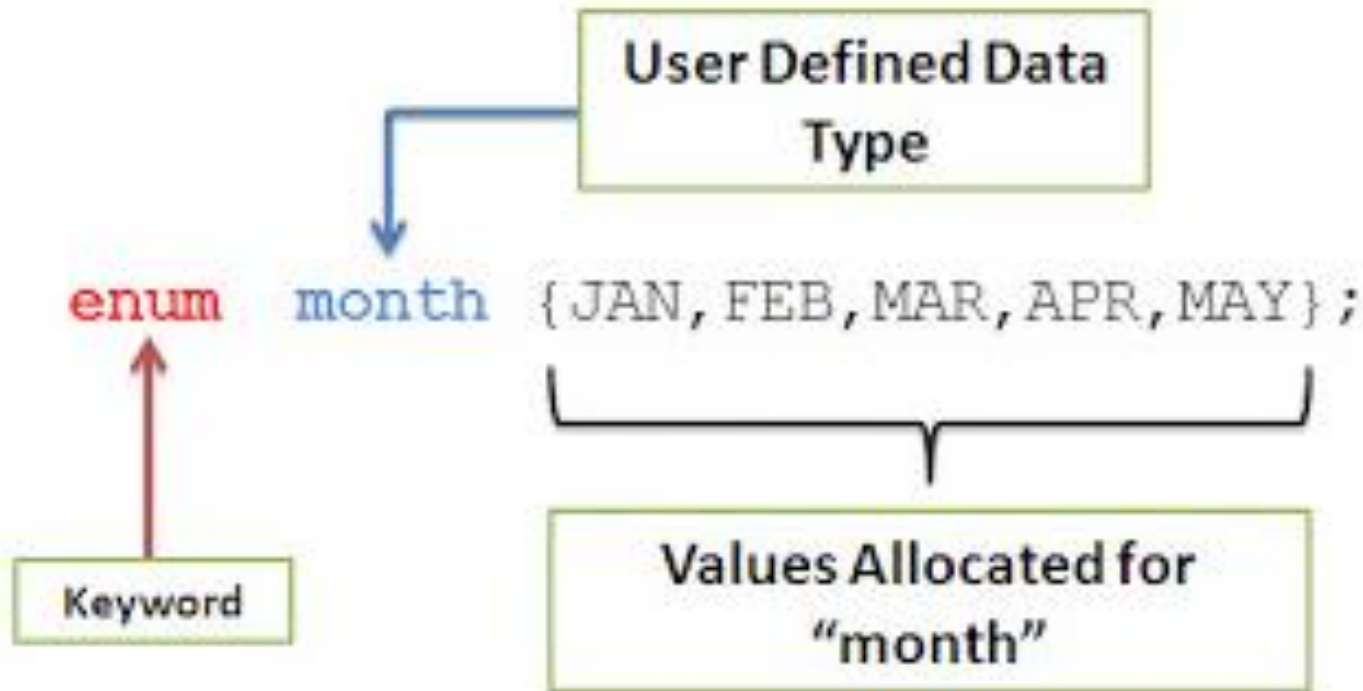 User Defined Data
Type
enum month {JAN,FEB,MAR,APR,MAY};
Keyword
Values Allocated for
“month”